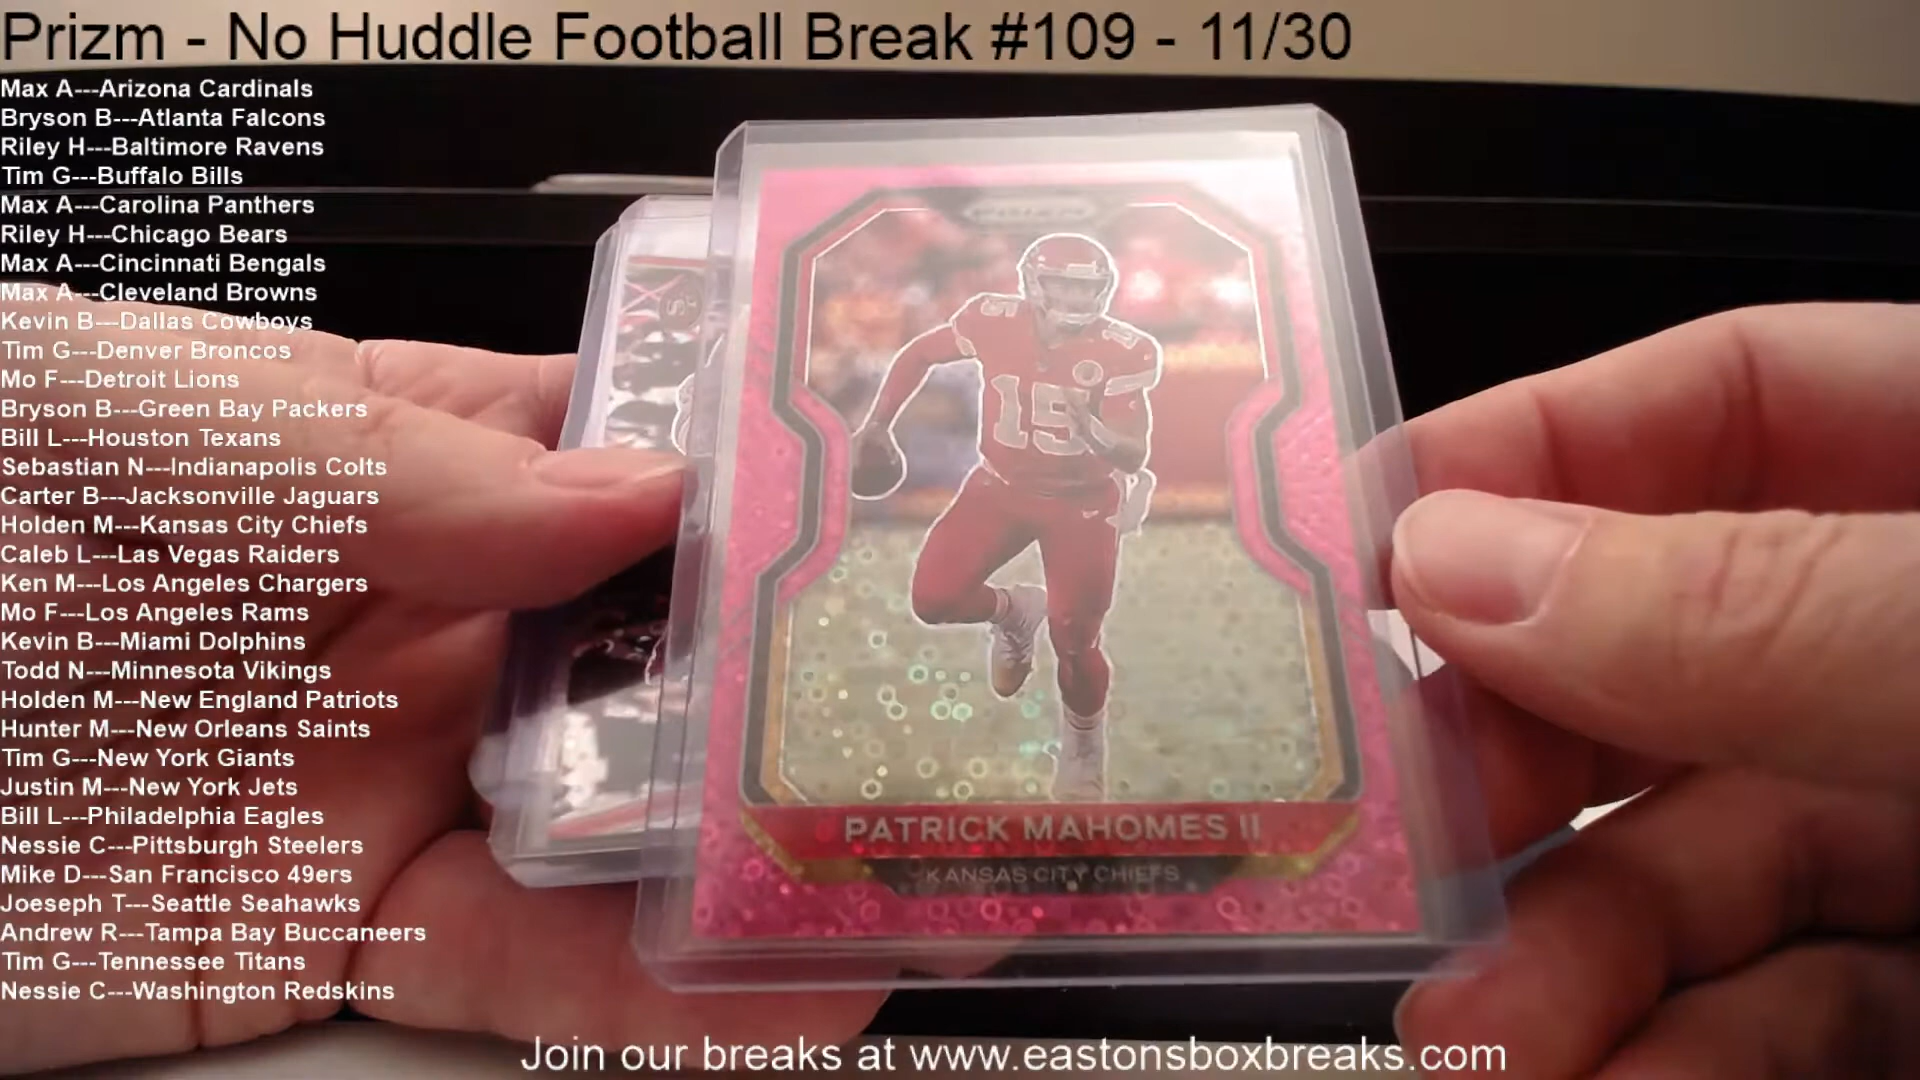 Prizm - No Huddle Football Break #109 - 11/30
Max A---Arizona Cardinals
Bryson B---Atlanta Falcons
Riley H---Baltimore Ravens
Tim G---Buffalo Bills
Max A---Carolina Panthers
Riley H---Chicago Bears
Max A---Cincinnati Bengals
Max A---Cleveland Browns
Kevin B---Dallas Cowboys
Tim G---Denver Broncos
Mo F---Detroit Lions
Bryson B---Green Bay Packers
Bill L---Houston Texans
Sebastian N---Indianapolis Colts
Carter B---Jacksonville Jaguars
Holden M---Kansas City Chiefs
Caleb L---Las Vegas Raiders
Ken M---Los Angeles Chargers
Mo F---Los Angeles Rams
Kevin B---Miami Dolphins
Todd N---Minnesota Vikings
Holden M---New England Patriots
Hunter M---New Orleans Saints
Tim G---New York Giants
Justin M---New York Jets
Bill L---Philadelphia Eagles
Nessie C---Pittsburgh Steelers
Mike D---San Francisco 49ers
Joeseph T---Seattle Seahawks
Andrew R---Tampa Bay Buccaneers
Tim G---Tennessee Titans
Nessie C---Washington Redskins
PRIZM
15
15
15
PATRICK MAHOMES II
KANSAS CITY CHIEFS
Join our breaks at www.eastonsboxbreaks.com